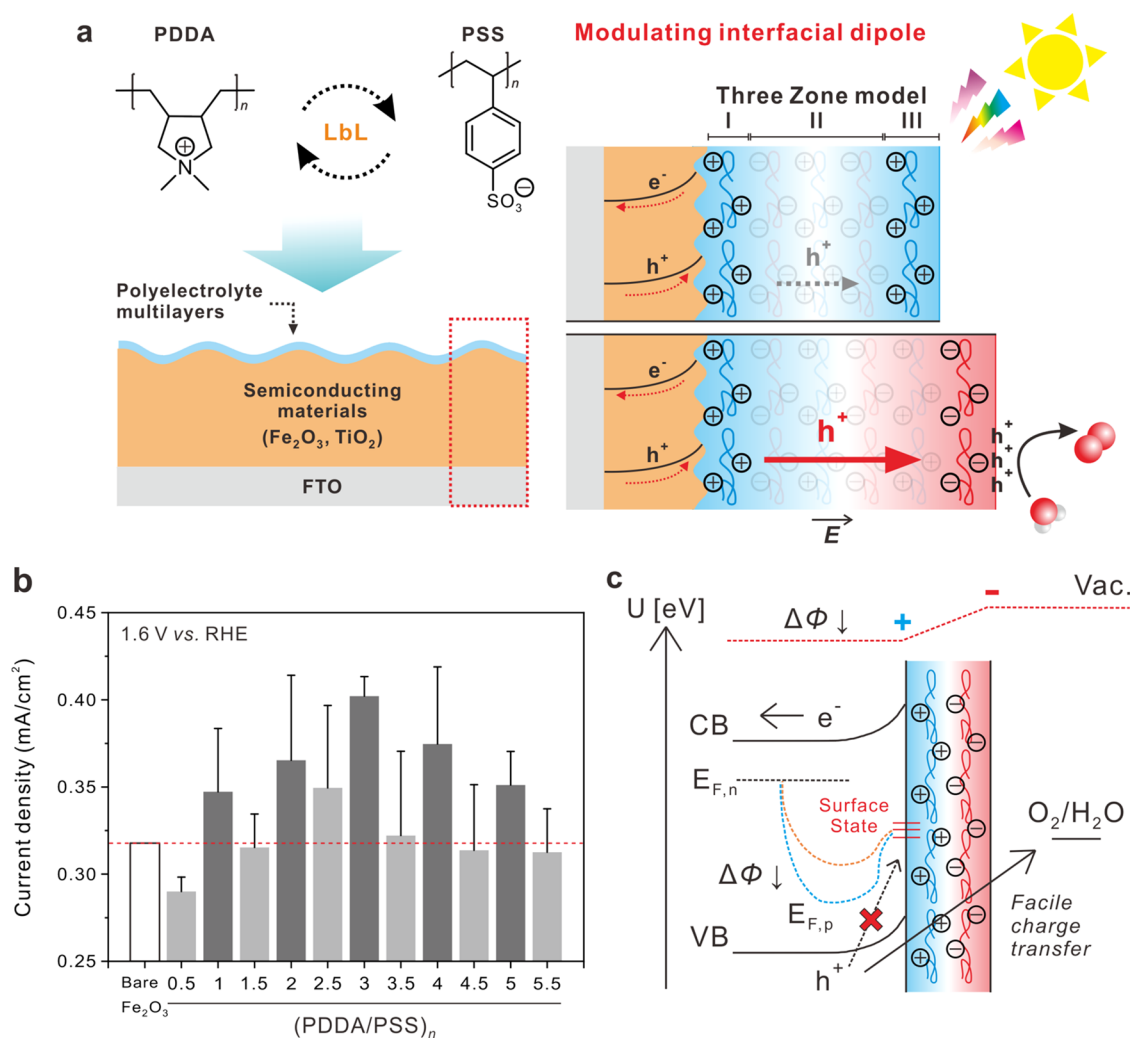 a
PDDA
PSS
n
N
LbL
n
SO3⊖
Polyelectrolyte
multilayers
Semiconducting
materials
(Fe2O3, TiO2)
FTO
Modulating interfacial dipole
Three Zone model
I II III
e-
h+
h+
e-
h+
h+
h+
h+
h+
E
b
0.45
0.40
0.35
0.30
0.25
Current density (mA/cm2)
1.6 V vs. RHE
Bare 0.5 1 1.5 2 2.5 3 3.5 4 4.5 5 5.5
Fe2O3
(PDDA/PSS)n
c
U [eV]
ΔΦ ↓
+
-
Vac.
CB
e-
EF,n
Surface
State
O2/H2O
ΔΦ ↓
EF,p
VB
h+
Facile
charge
transfer